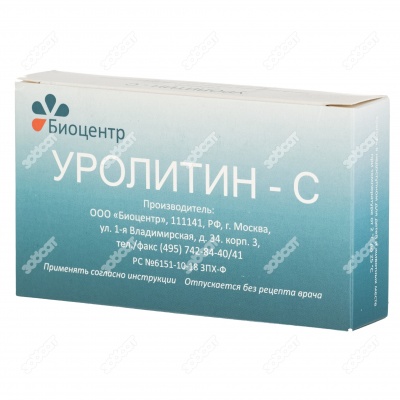 Биоцентр
УРОЛИТИН - С
Производитель:
ООО «Биоцентр», 111141, РФ, г. Москва,
ул. 1-я Владимирская, д. 34. корп. 3,
тел./факс (495) 742-84-40/41
РС №6151-10-18 ЗПХ-Ф
Применять согласно инструкции Отпускается без рецепта врача